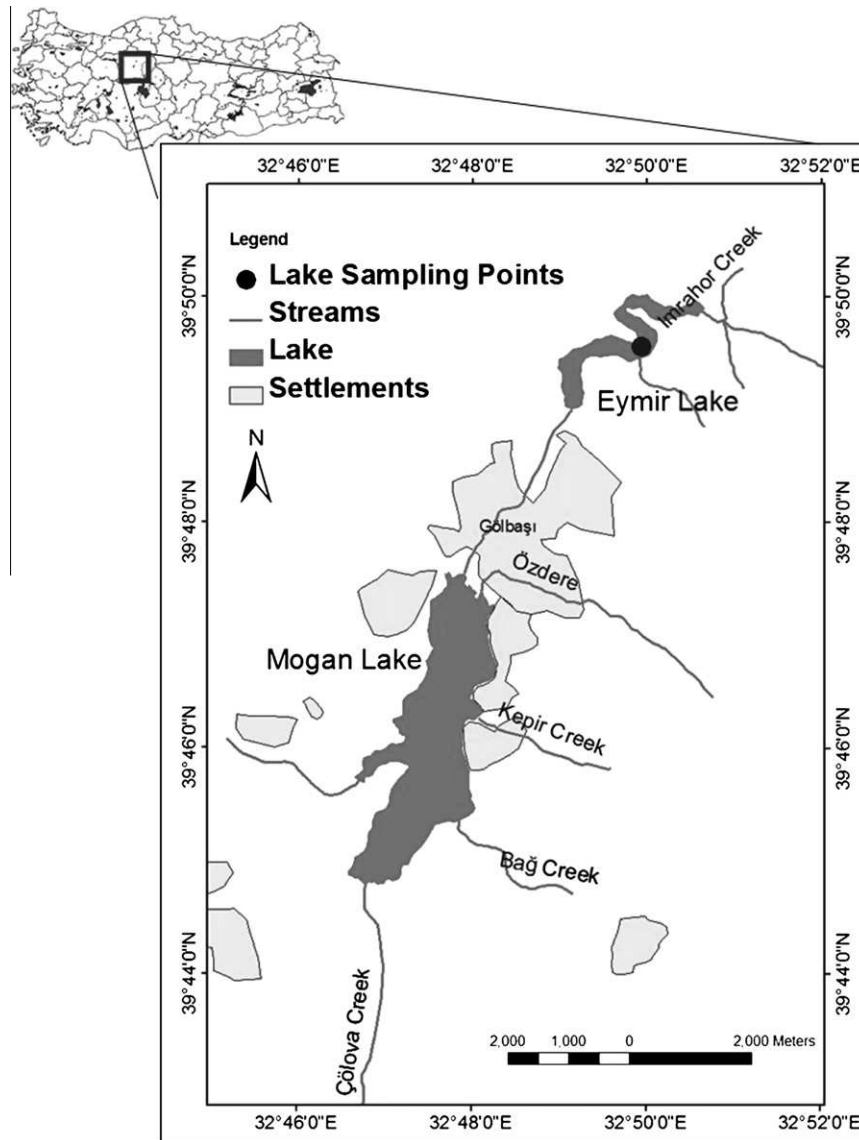 32°46'0"E 32°48'0"E 32°50'0"E 32°52'0"E
Legend
Lake Sampling Points
Streams
Lake
Settlements
N
Imrahor Creek
Eymir Lake
Gölbaşı
Özdere
Mogan Lake
Kepir Creek
Bağ Creek
Çölova Creek
39°50'0"N
39°48'0"N
39°46'0"N
39°44'0"N
39°50'0"N
39°48'0"N
39°46'0"N
39°44'0"N
2,000 1,000 0 2,000 Meters
32°46'0"E 32°48'0"E 32°50'0"E 32°52'0"E